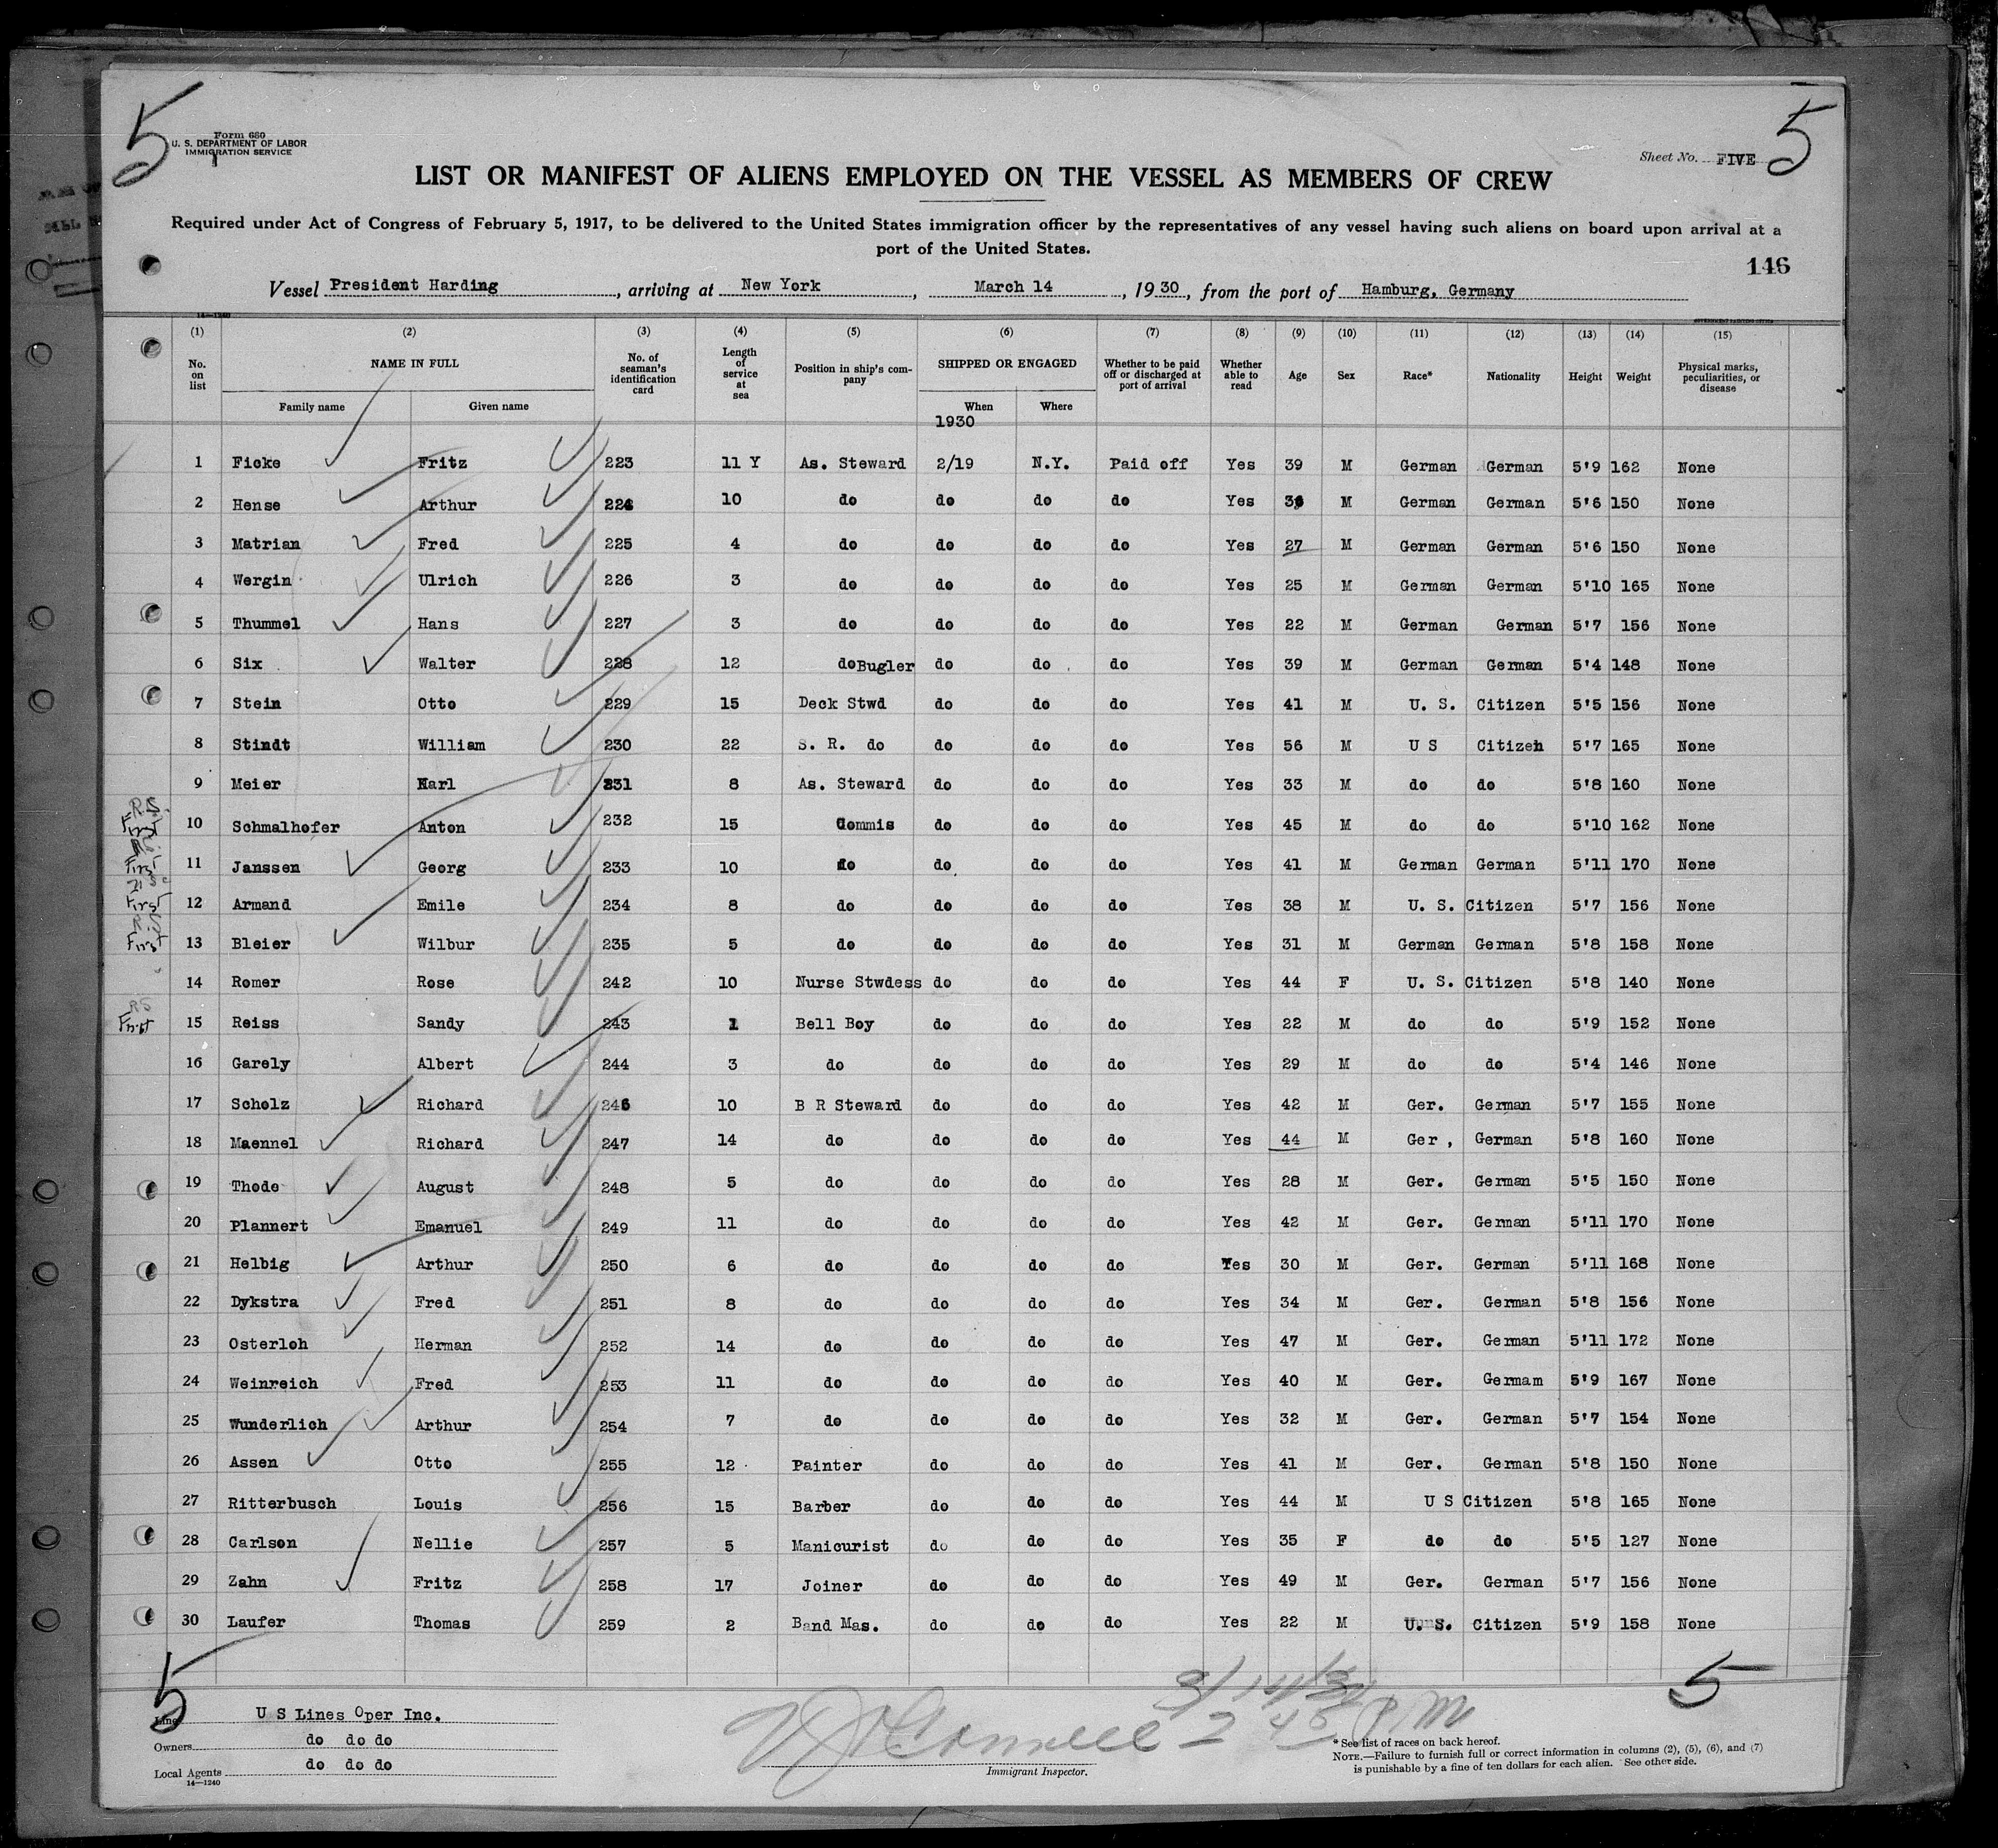 5
Form 680
U. S. DEPARTMENT OF LABOR
IMMIGRATION SERVICE
Sheet No. FIVE
5
LIST OR MANIFEST OF ALIENS EMPLOYED ON THE VESSEL AS MEMBERS OF CREW
Required under Act of Congress of February 5, 1917, to be delivered to the United States immigration officer by the representatives of any vessel having such aliens on board upon arrival at a
port of the United States.
146
Vessel President Harding, arriving at New York, March 14, 1930, from the port of Hamburg, Germany
14—1240
(1) (2) (3) (4) (5) (6) (7) (8) (9) (10) (11) (12) (13) (14) (15)
No. on list NAME IN FULL Family name Given name No. of seaman's identification card Length of service at sea Position in ship's company SHIPPED OR ENGAGED When Where Whether to be paid off or discharged at port of arrival Whether able to read Age Sex Race* Nationality Height Weight Physical marks, peculiarities, or disease
1930
1 Ficke Fritz 223 11 Y As. Steward 2/19 N.Y. Paid off Yes 39 M German German 5'9 162 None
2 Hense Arthur 224 10 do do do do Yes M German German 5'6 150 None
3 Matrian Fred 225 4 do do do do Yes 27 M German German 5'6 150 None
4 Wergin Ulrich 226 3 do do do do Yes 25 M German German 5'10 165 None
5 Thummel Hans 227 3 do do do do Yes 22 M German German 5'7 156 None
6 Six Walter 228 12 do Bugler do do do Yes 39 M German German 5'4 148 None
7 Stein Otto 229 15 Deck Stwd do do do Yes 41 M U. S. Citizen 5'5 156 None
8 Stindt William 230 22 S. R. do do do do Yes 56 M U S Citizen 5'7 165 None
9 Meier Karl 231 8 As. Steward do do do Yes 33 M do do 5'8 160 None
First 10 Schmalhofer Anton 232 15 Commis do do do Yes 45 M do do 5'10 162 None
First 11 Janssen Georg 233 10 do do do do Yes 41 M German German 5'11 170 None
First 12 Armand Emile 234 8 do do do do Yes 38 M U. S. Citizen 5'7 156 None
First 13 Bleier Wilbur 235 5 do do do do Yes 31 M German German 5'8 158 None
14 Romer Rose 242 10 Nurse Stwdess do do do Yes 44 F U. S. Citizen 5'8 140 None
RS First 15 Reiss Sandy 243 1 Bell Boy do do do Yes 22 M do do 5'9 152 None
16 Garely Albert 244 3 do do do do Yes 29 M do do 5'4 146 None
17 Scholz Richard 246 10 B R Steward do do do Yes 42 M Ger. German 5'7 155 None
18 Maennel Richard 247 14 do do do do Yes 44 M Ger, German 5'8 160 None
19 Thode August 248 5 do do do do Yes 28 M Ger. German 5'5 150 None
20 Plannert Emanuel 249 11 do do do do Yes 42 M Ger. German 5'11 170 None
21 Helbig Arthur 250 6 do do do do Yes 30 M Ger. German 5'11 168 None
22 Dykstra Fred 251 8 do do do do Yes 34 M Ger. German 5'8 156 None
23 Osterloh Herman 252 14 do do do do Yes 47 M Ger. German 5'11 172 None
24 Weinreich Fred 253 11 do do do do Yes 40 M Ger. Germam 5'9 167 None
25 Wunderlich Arthur 254 7 do do do do Yes 32 M Ger. German 5'7 154 None
26 Assen Otto 255 12 Painter do do do Yes 41 M Ger. German 5'8 150 None
27 Ritterbusch Louis 256 15 Barber do do do Yes 44 M U S Citizen 5'8 165 None
28 Carlson Nellie 257 5 Manicurist do do do Yes 35 F do do 5'5 127 None
29 Zahn Fritz 258 17 Joiner do do do Yes 49 M Ger. German 5'7 156 None
30 Laufer Thomas 259 2 Band Mas. do do do Yes 22 M U. S. Citizen 5'9 158 None
5
5
Line U S Lines Oper Inc.
Owners do do do
Local Agents do do do
14—1240
3/14/30
2 45 PM
Immigrant Inspector.
* See list of races on back hereof.
NOTE.—Failure to furnish full or correct information in columns (2), (5), (6), and (7)
is punishable by a fine of ten dollars for each alien. See other side.